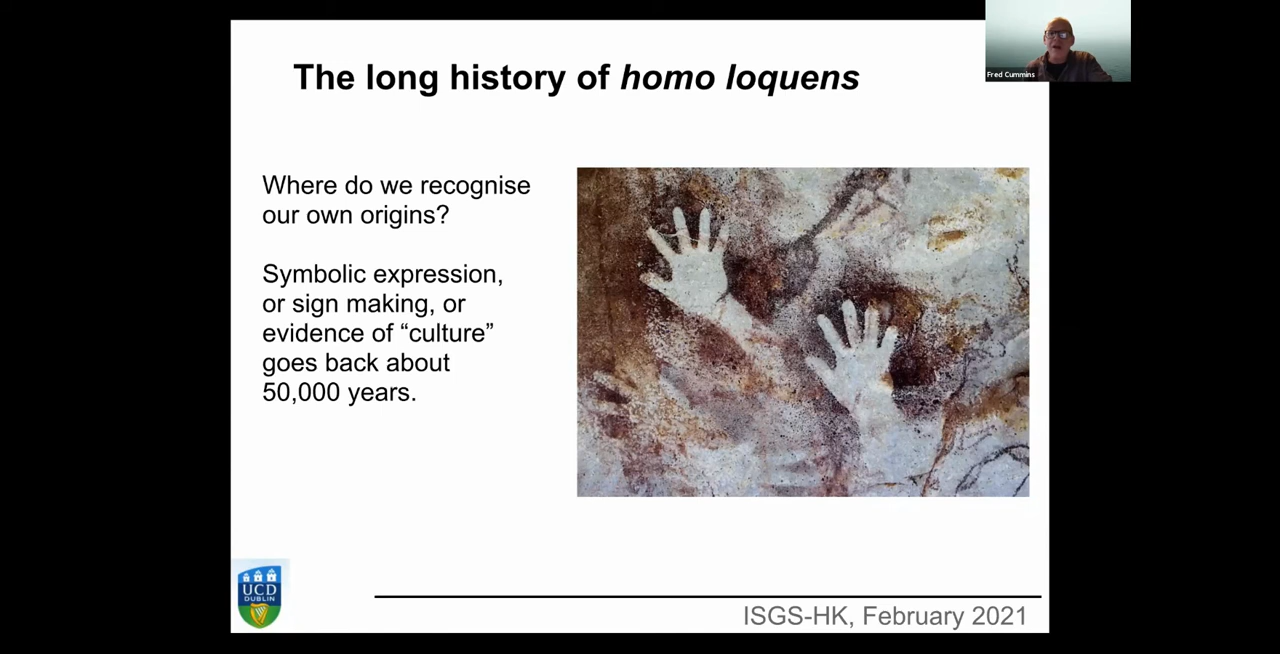 The long history of homo loquens
Fred Cummins
Where do we recognise
our own origins?
Symbolic expression,
or sign making, or
evidence of “culture”
goes back about
50,000 years.
UCD
DUBLIN
ISGS-HK, February 2021